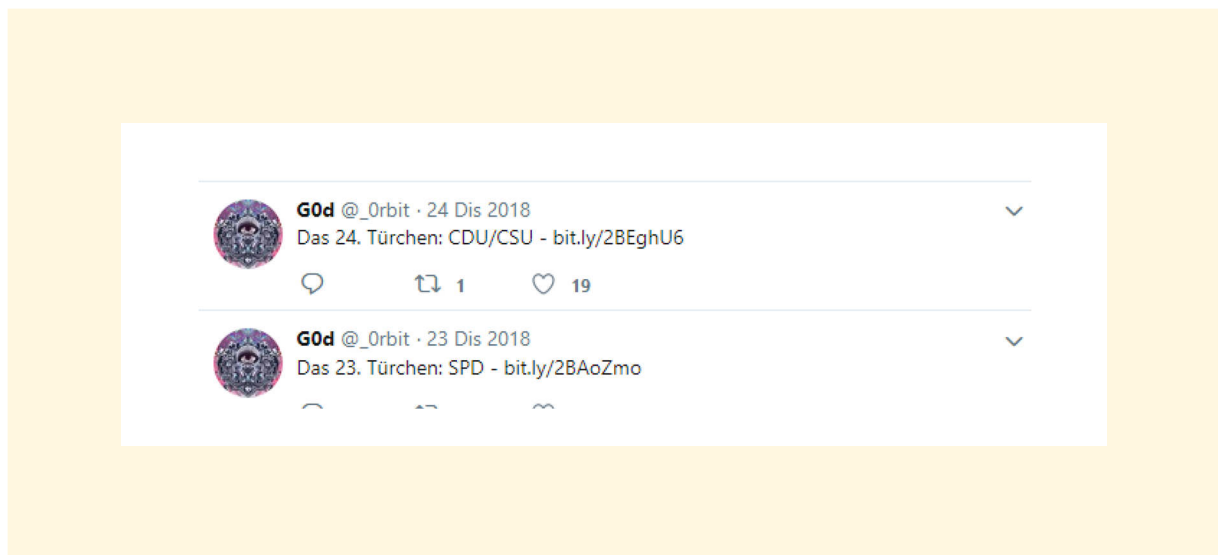 G0d @_0rbit · 24 Dis 2018
Das 24. Türchen: CDU/CSU - bit.ly/2BEghU6
1 19
G0d @_0rbit · 23 Dis 2018
Das 23. Türchen: SPD - bit.ly/2BAoZmo